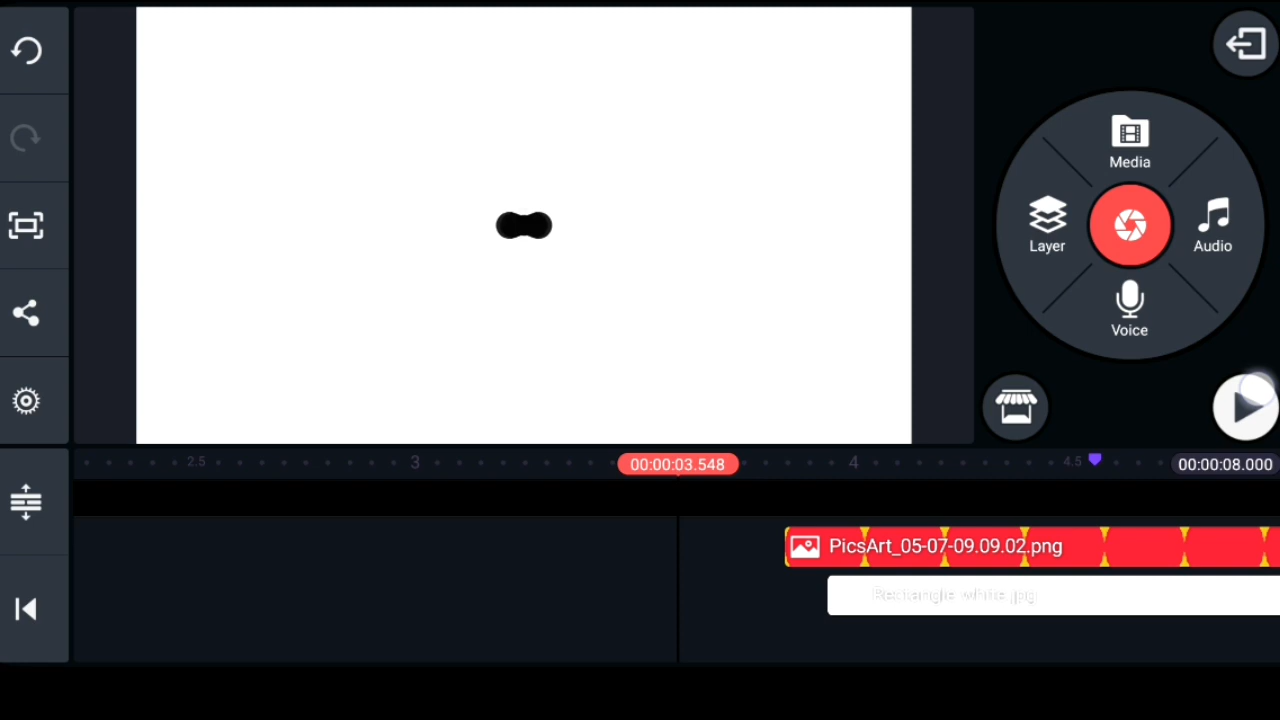 Media
Layer
Audio
Voice
2.5
3
00:00:03.548
4
4.5
00:00:08.000
PicsArt_05-07-09.09.02.png
Rectangle white.jpg